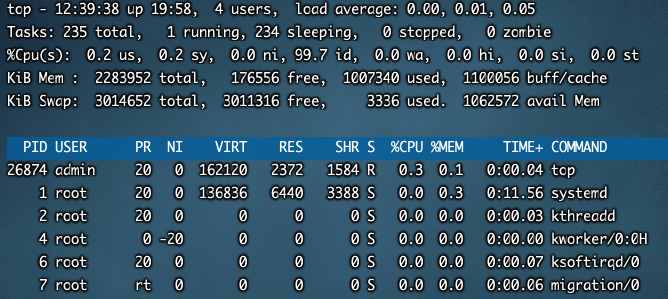 top - 12:39:38 up 19:58,  4 users,  load average: 0.00, 0.01, 0.05
Tasks: 235 total,   1 running, 234 sleeping,   0 stopped,   0 zombie
%Cpu(s):  0.2 us,  0.2 sy,  0.0 ni, 99.7 id,  0.0 wa,  0.0 hi,  0.0 si,  0.0 st
KiB Mem :  2283952 total,   176556 free,  1007340 used,  1100056 buff/cache
KiB Swap:  3014652 total,  3011316 free,     3336 used.  1062572 avail Mem
PID USER      PR  NI    VIRT    RES    SHR S  %CPU %MEM     TIME+ COMMAND
26874 admin     20   0  162120   2372   1584 R   0.3  0.1   0:00.04 top
1 root      20   0  136836   6440   3388 S   0.0  0.3   0:11.56 systemd
2 root      20   0       0      0      0 S   0.0  0.0   0:00.03 kthreadd
4 root       0 -20       0      0      0 S   0.0  0.0   0:00.00 kworker/0:0H
6 root      20   0       0      0      0 S   0.0  0.0   0:00.07 ksoftirqd/0
7 root      rt   0       0      0      0 S   0.0  0.0   0:00.06 migration/0